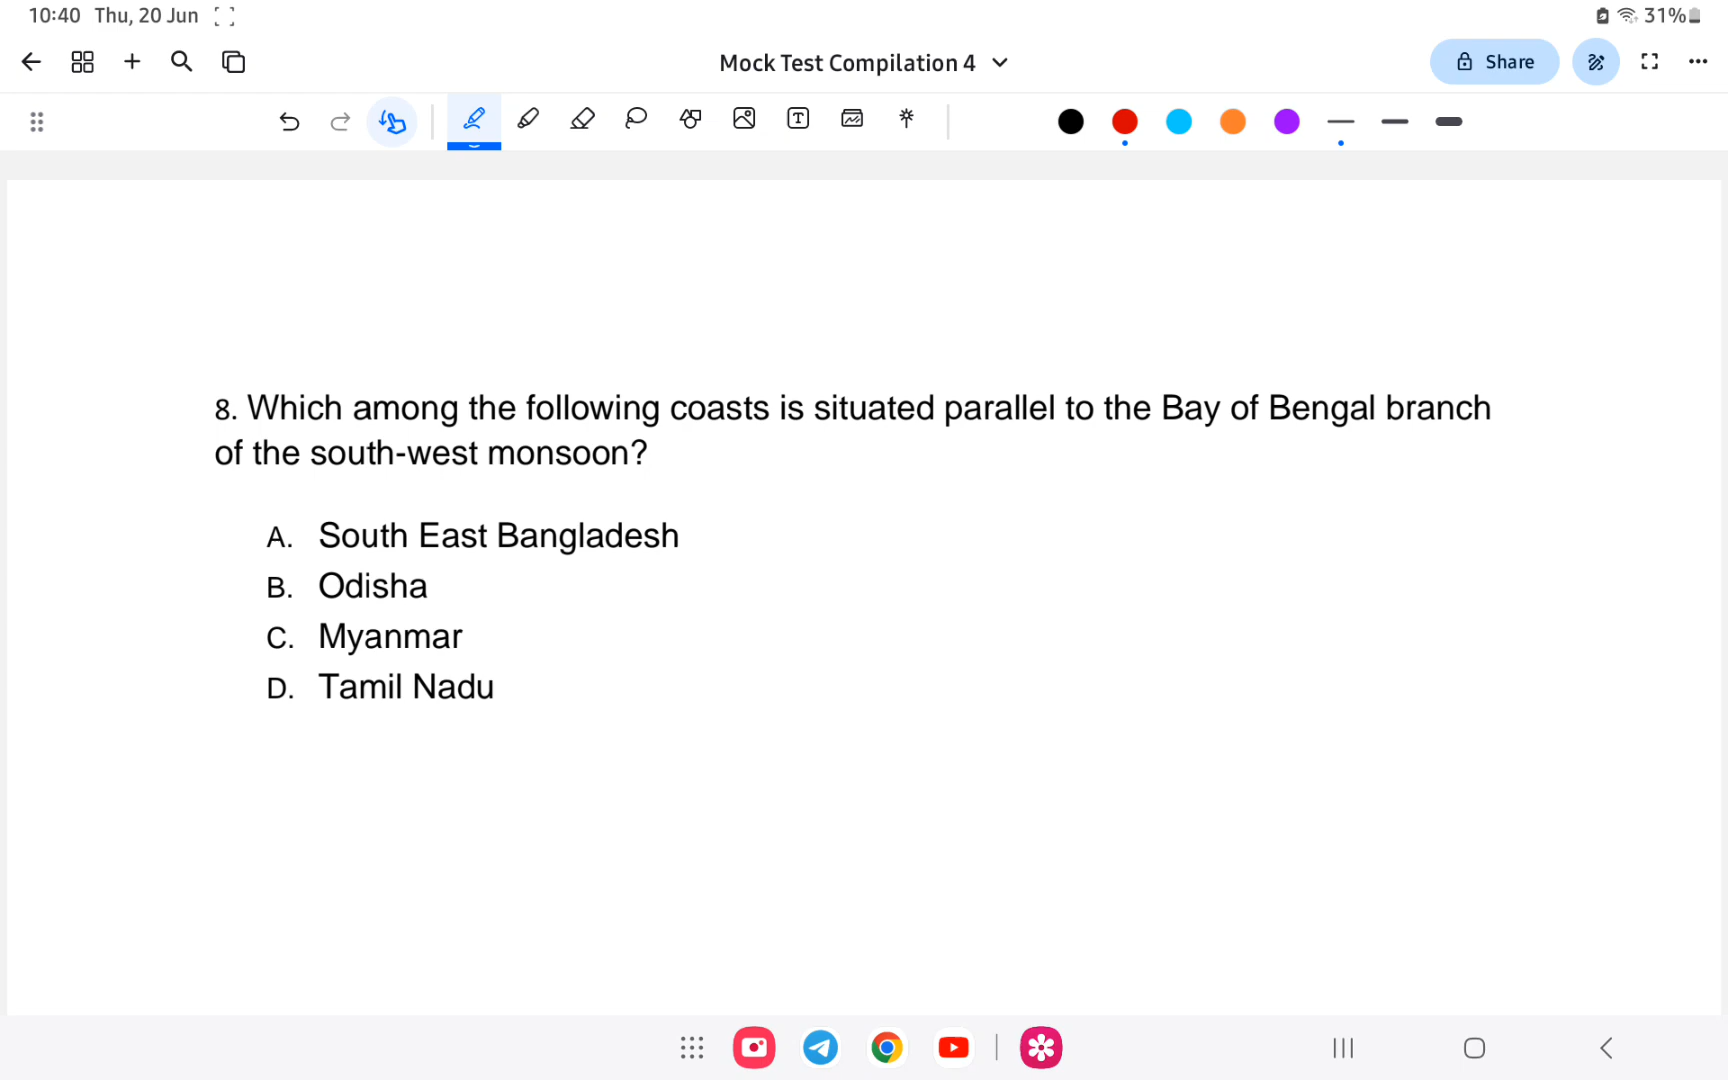 10:40 Thu, 20 Jun
31%
Mock Test Compilation 4
Share
8. Which among the following coasts is situated parallel to the Bay of Bengal branch
of the south-west monsoon?
A. South East Bangladesh
B. Odisha
C. Myanmar
D. Tamil Nadu